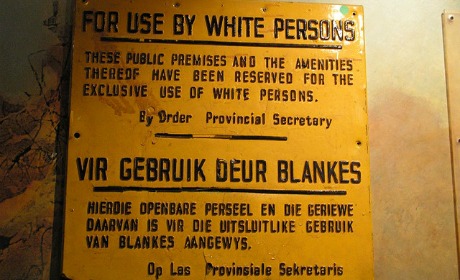 FOR USE BY WHITE PERSONS
THESE PUBLIC PREMISES AND THE AMENITIES
THEREOF HAVE BEEN RESERVED FOR THE
EXCLUSIVE USE OF WHITE PERSONS.
By Order Provincial Secretary
VIR GEBRUIK DEUR BLANKES
HIERDIE OPENBARE PERSEEL EN DIE GERIEWE
DAARVAN IS VIR DIE UITSLUITLIKE GEBRUIK
VAN BLANKES AANGEWYS.
Op Las Provinsiale Sekretaris